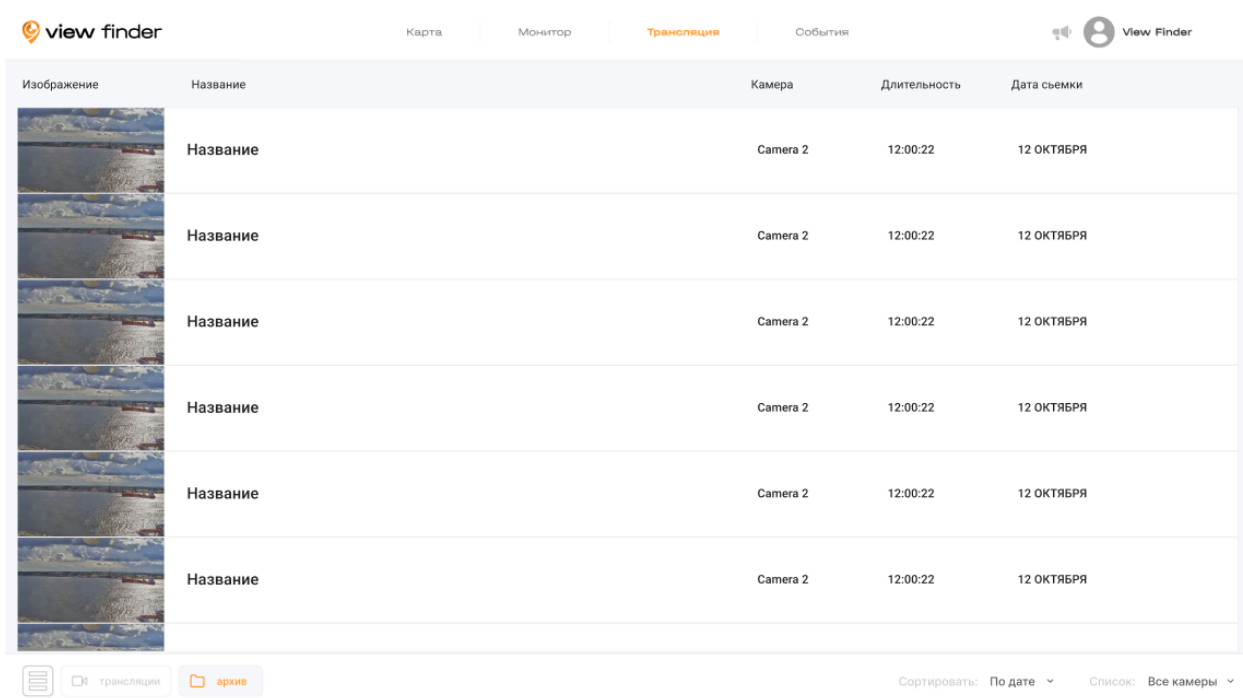 view finder Карта Монитор Трансляция События View Finder
Изображение Название Камера Длительность Дата сьемки
Название Camera 2 12:00:22 12 ОКТЯБРЯ
Название Camera 2 12:00:22 12 ОКТЯБРЯ
Название Camera 2 12:00:22 12 ОКТЯБРЯ
Название Camera 2 12:00:22 12 ОКТЯБРЯ
Название Camera 2 12:00:22 12 ОКТЯБРЯ
Название Camera 2 12:00:22 12 ОКТЯБРЯ
трансляции архив Сортировать: По дате Список: Все камеры